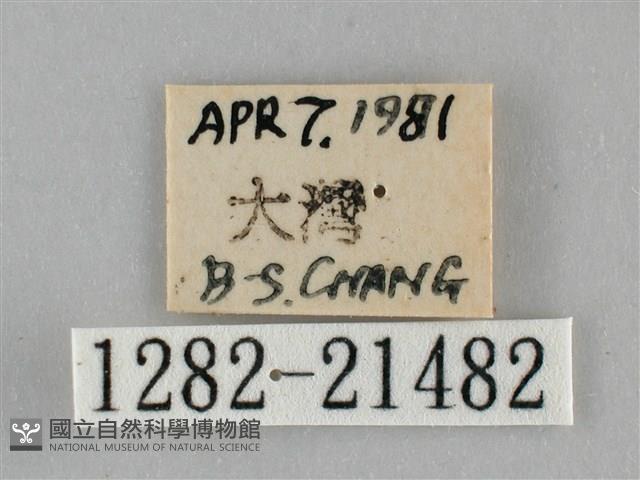 APR 7. 1981
大灣
B-S. CHANG
1282-21482
國立自然科學博物館
NATIONAL MUSEUM OF NATURAL SCIENCE